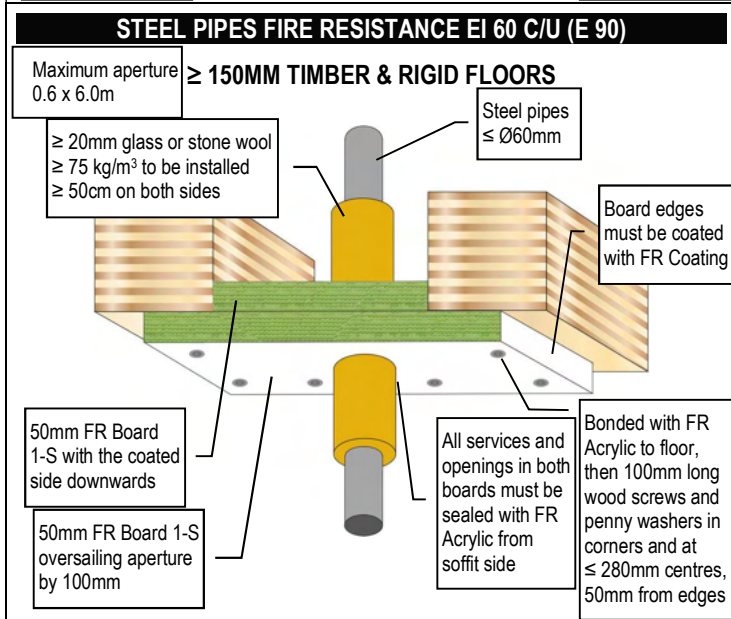 STEEL PIPES FIRE RESISTANCE EI 60 C/U (E 90)
Maximum aperture
0.6 x 6.0m
≥ 150MM TIMBER & RIGID FLOORS
≥ 20mm glass or stone wool
≥ 75 kg/m³ to be installed
≥ 50cm on both sides
Steel pipes
≤ Ø60mm
Board edges
must be coated
with FR Coating
50mm FR Board
1-S with the coated
side downwards
50mm FR Board 1-S
oversailing aperture
by 100mm
All services and
openings in both
boards must be
sealed with FR
Acrylic from
soffit side
Bonded with FR
Acrylic to floor,
then 100mm long
wood screws and
penny washers in
corners and at
≤ 280mm centres,
50mm from edges